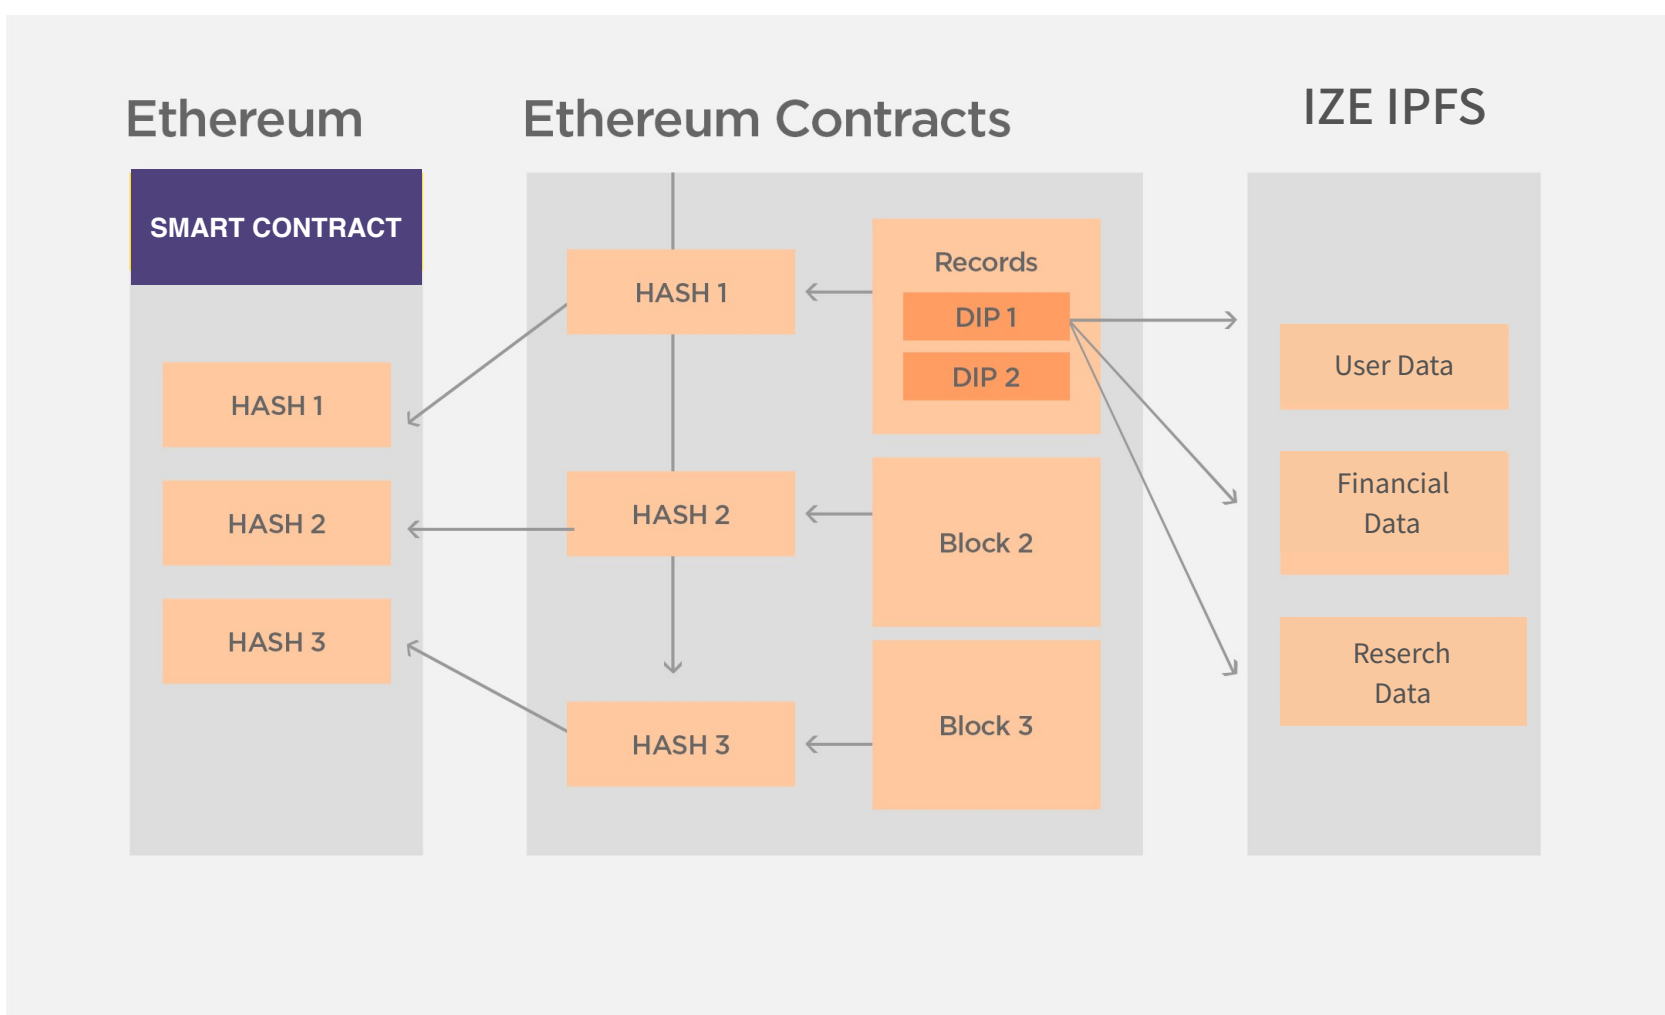 Ethereum
SMART CONTRACT
HASH 1
HASH 2
HASH 3
Ethereum Contracts
HASH 1
HASH 2
HASH 3
Records
DIP 1
DIP 2
Block 2
Block 3
IZE IPFS
User Data
Financial
Data
Reserch
Data